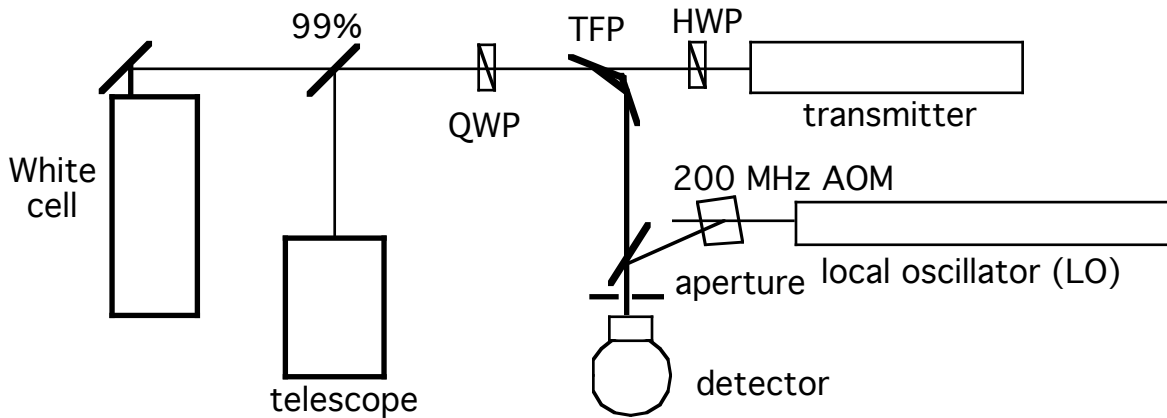 99%
TFP
HWP
QWP
transmitter
White
cell
200 MHz AOM
aperture
local oscillator (LO)
telescope
detector